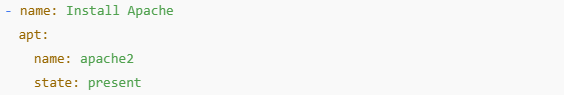 - name: Install Apache
  apt:
    name: apache2
    state: present